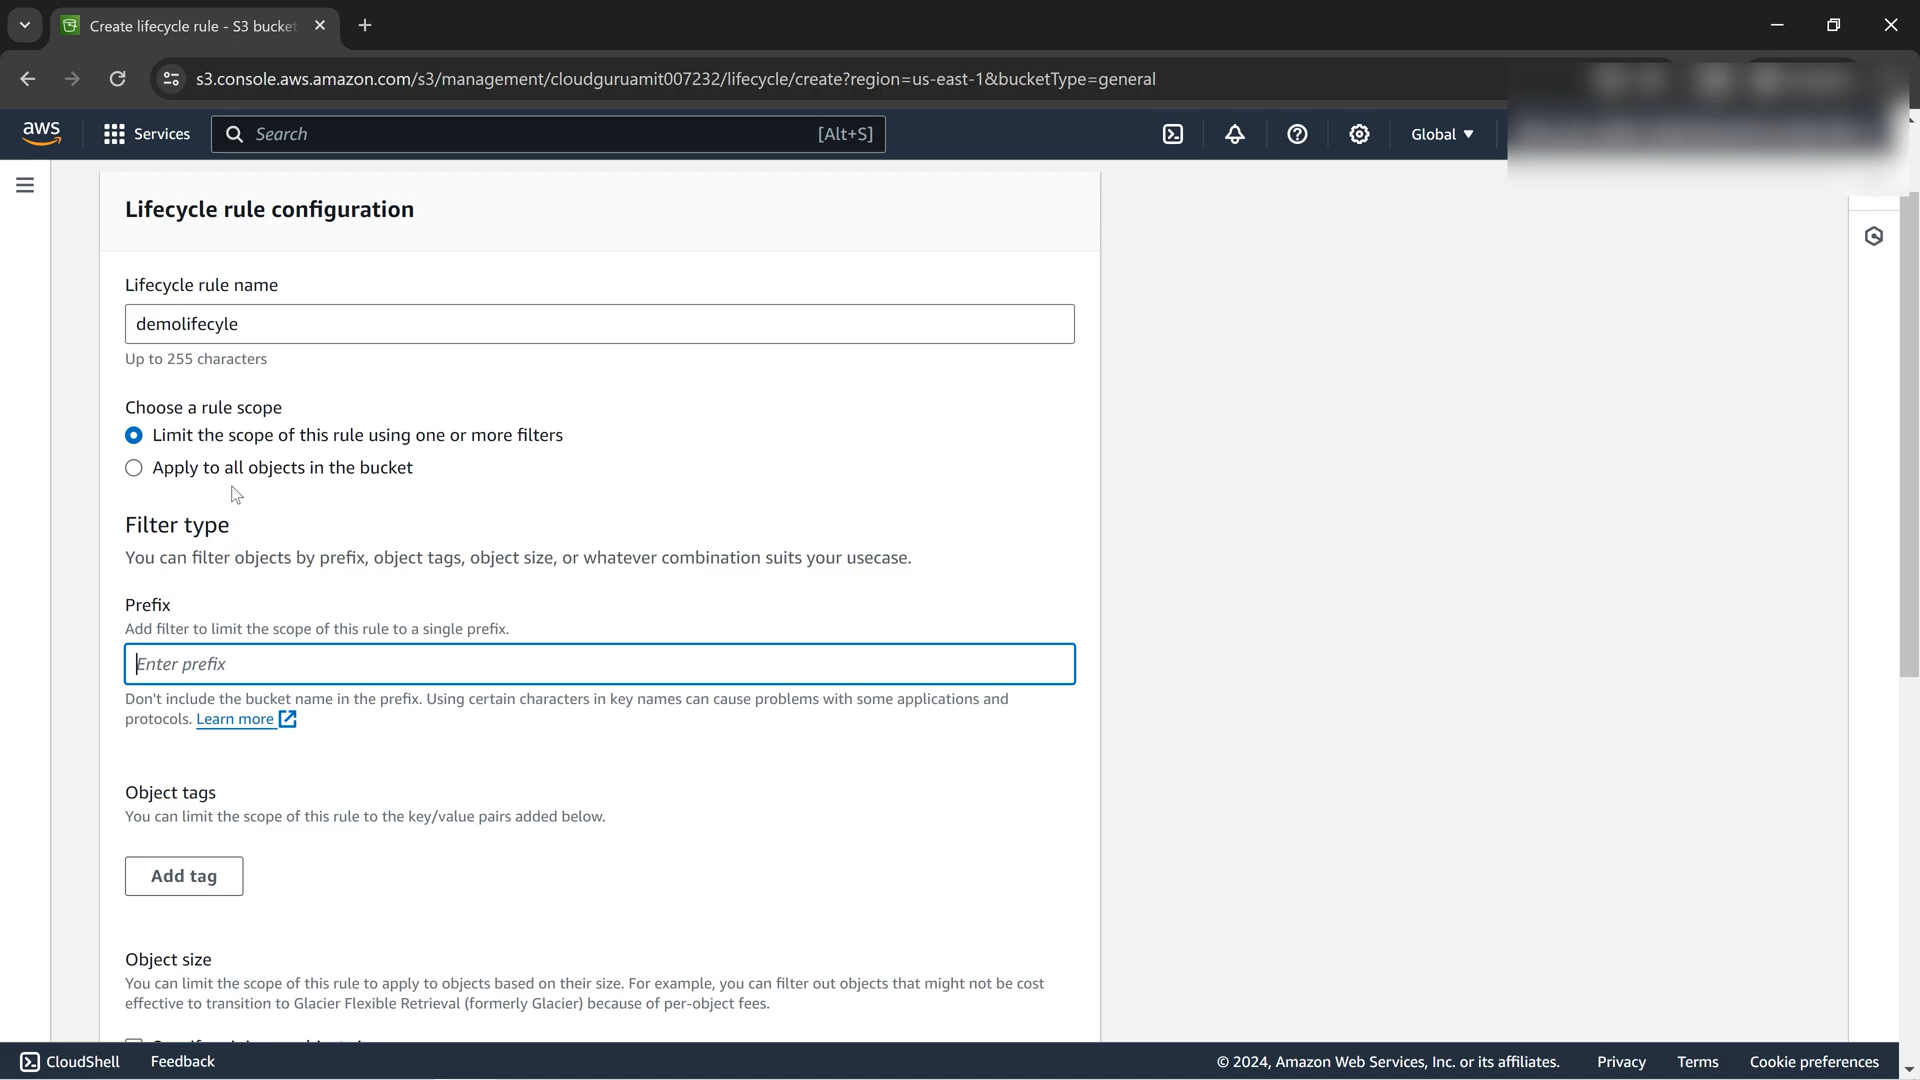 Create lifecycle rule - S3 bucket
s3.console.aws.amazon.com/s3/management/cloudguruamit007232/lifecycle/create?region=us-east-1&bucketType=general
aws Services Search [Alt+S] Global
Lifecycle rule configuration
Lifecycle rule name
demolifecyle
Up to 255 characters
Choose a rule scope
Limit the scope of this rule using one or more filters
Apply to all objects in the bucket
Filter type
You can filter objects by prefix, object tags, object size, or whatever combination suits your usecase.
Prefix
Add filter to limit the scope of this rule to a single prefix.
Enter prefix
Don't include the bucket name in the prefix. Using certain characters in key names can cause problems with some applications and
protocols. Learn more
Object tags
You can limit the scope of this rule to the key/value pairs added below.
Add tag
Object size
You can limit the scope of this rule to apply to objects based on their size. For example, you can filter out objects that might not be cost
effective to transition to Glacier Flexible Retrieval (formerly Glacier) because of per-object fees.
CloudShell Feedback © 2024, Amazon Web Services, Inc. or its affiliates. Privacy Terms Cookie preferences